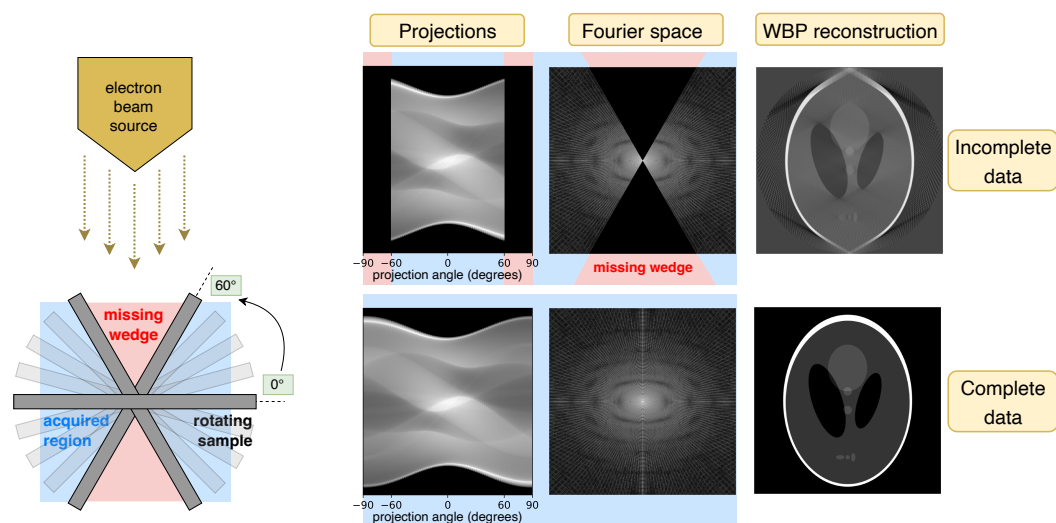 Projections
Fourier space
WBP reconstruction
electron
beam
source
Incomplete
data
−90
−60
0
60
90
projection angle (degrees)
missing wedge
60°
missing
wedge
0°
acquired
region
rotating
sample
Complete
data
−90
−60
0
60
90
projection angle (degrees)